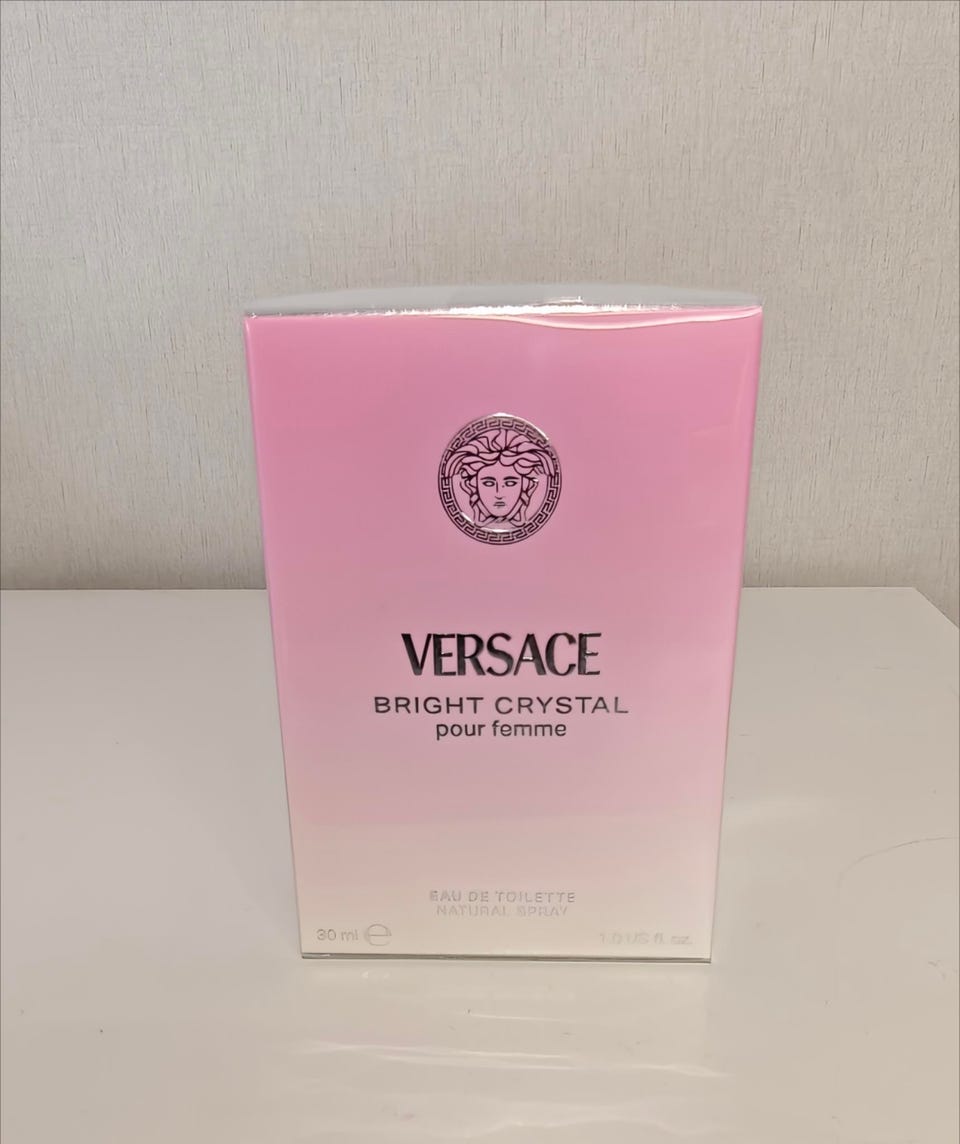 VERSACE
BRIGHT CRYSTAL
pour femme
EAU DE TOILETTE
NATURAL SPRAY
30 ml e
1.0 US fl. oz.